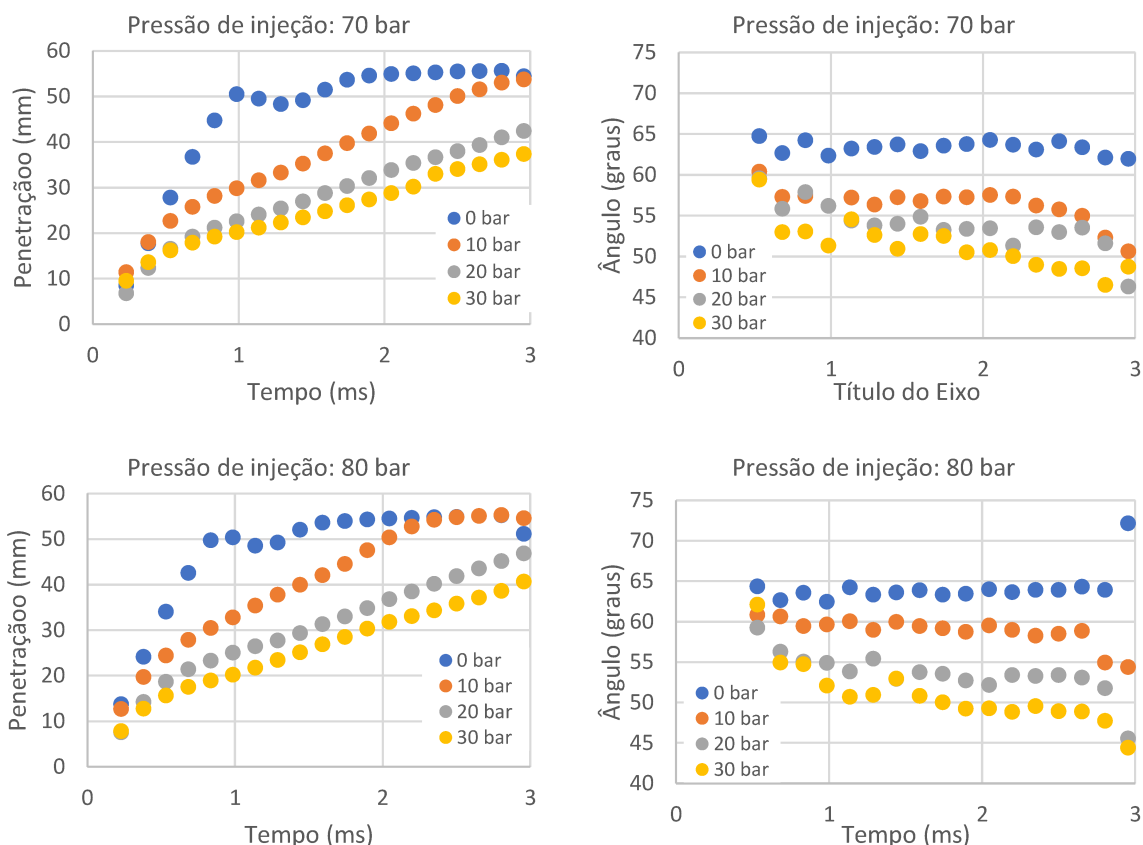 Pressão de injeção: 70 bar
Penetraçãoo (mm)
60
50
40
30
20
10
0
0 bar
10 bar
20 bar
30 bar
0
1
2
3
Tempo (ms)
Pressão de injeção: 70 bar
Ângulo (graus)
75
70
65
60
55
50
45
40
0 bar
10 bar
20 bar
30 bar
0
1
2
3
Título do Eixo
Pressão de injeção: 80 bar
Penetraçãoo (mm)
60
50
40
30
20
10
0
0 bar
10 bar
20 bar
30 bar
0
1
2
3
Tempo (ms)
Pressão de injeção: 80 bar
Ângulo (graus)
75
70
65
60
55
50
45
40
0 bar
10 bar
20 bar
30 bar
0
1
2
3
Tempo (ms)